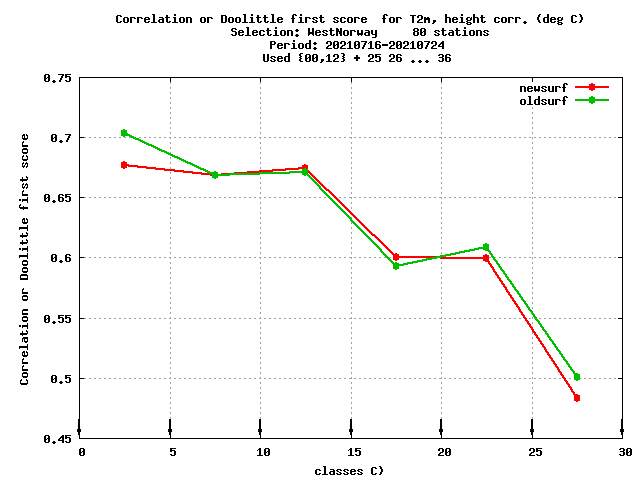 Correlation or Doolittle first score  for T2m, height corr. (deg C)
Selection: WestNorway     80 stations
Period: 20210716-20210724
Used {00,12} + 25 26 ... 36
newsurf
oldsurf
Correlation or Doolittle first score
0.75
0.7
0.65
0.6
0.55
0.5
0.45
0 5 10 15 20 25 30
classes C)